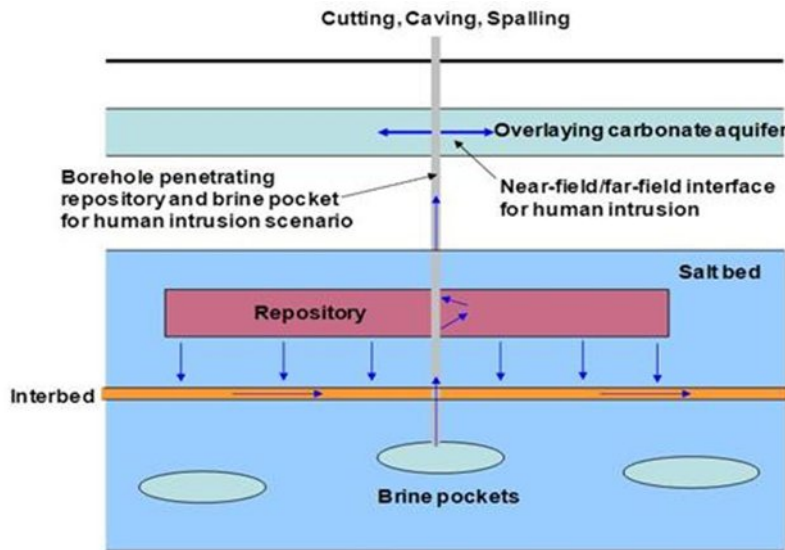 Cutting, Caving, Spalling
Overlaying carbonate aquifer
Borehole penetrating
repository and brine pocket
for human intrusion scenario
Near-field/far-field interface
for human intrusion
Salt bed
Repository
Interbed
Brine pockets